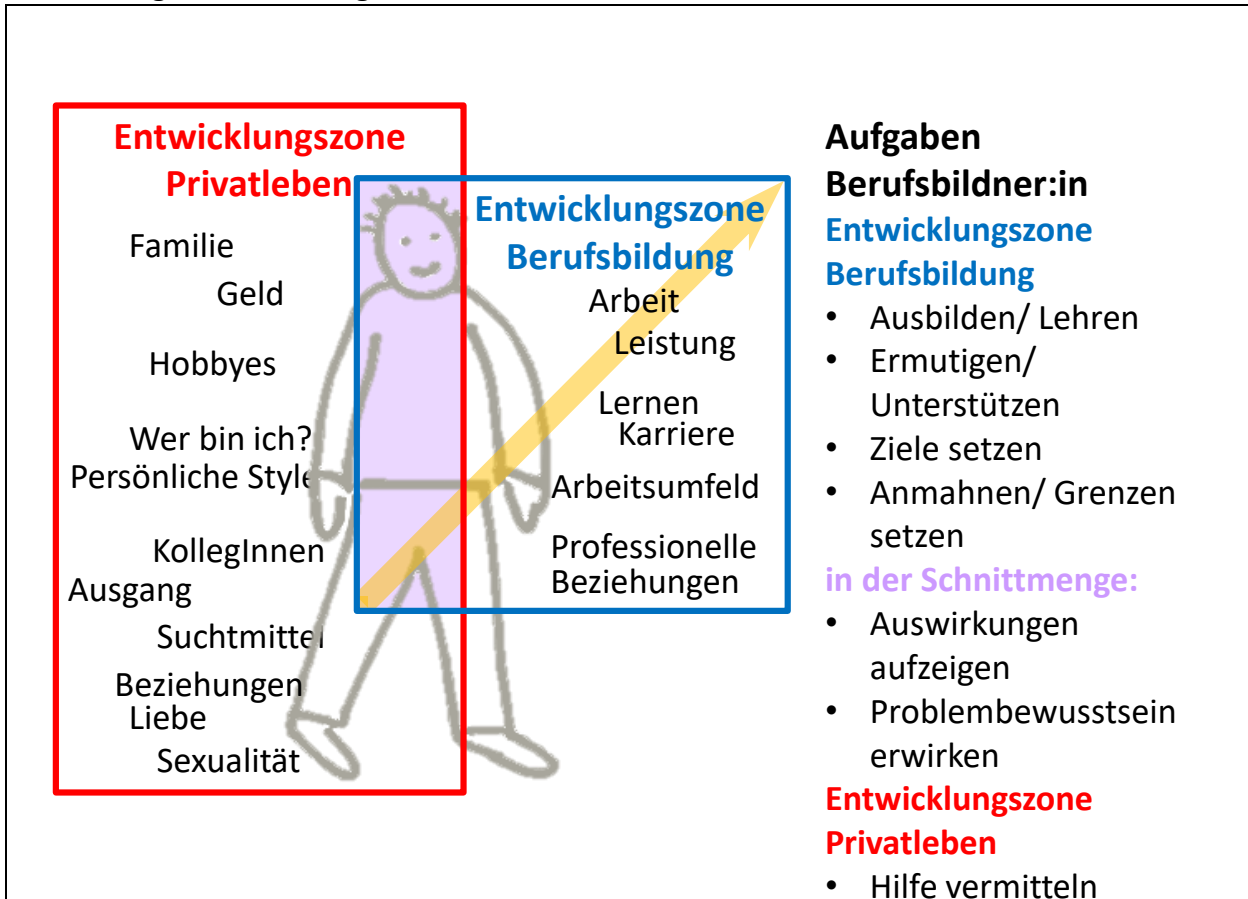 Entwicklungszone
Privatleben
Familie
Geld
Hobbyes
Wer bin ich?
Persönliche Style
KollegInnen
Ausgang
Suchtmittel
Beziehungen
Liebe
Sexualität
Entwicklungszone
Berufsbildung
Arbeit
Leistung
Lernen
Karriere
Arbeitsumfeld
Professionelle
Beziehungen
Aufgaben
Berufsbildner:in
Entwicklungszone
Berufsbildung
• Ausbilden/ Lehren
• Ermutigen/
Unterstützen
• Ziele setzen
• Anmahnen/ Grenzen
setzen
in der Schnittmenge:
• Auswirkungen
aufzeigen
• Problembewusstsein
erwirken
Entwicklungszone
Privatleben
• Hilfe vermitteln